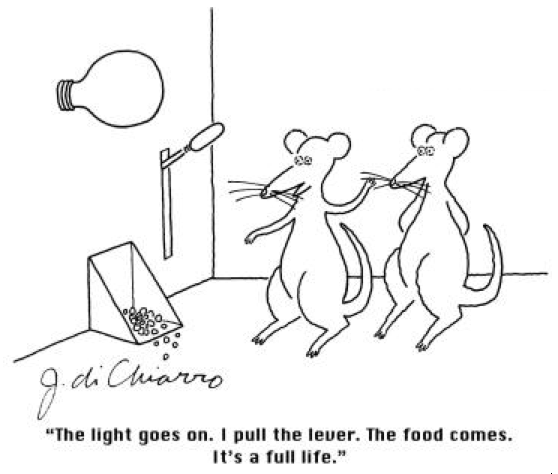 J. di Chiarro
“The light goes on. I pull the lever. The food comes.
It's a full life.”